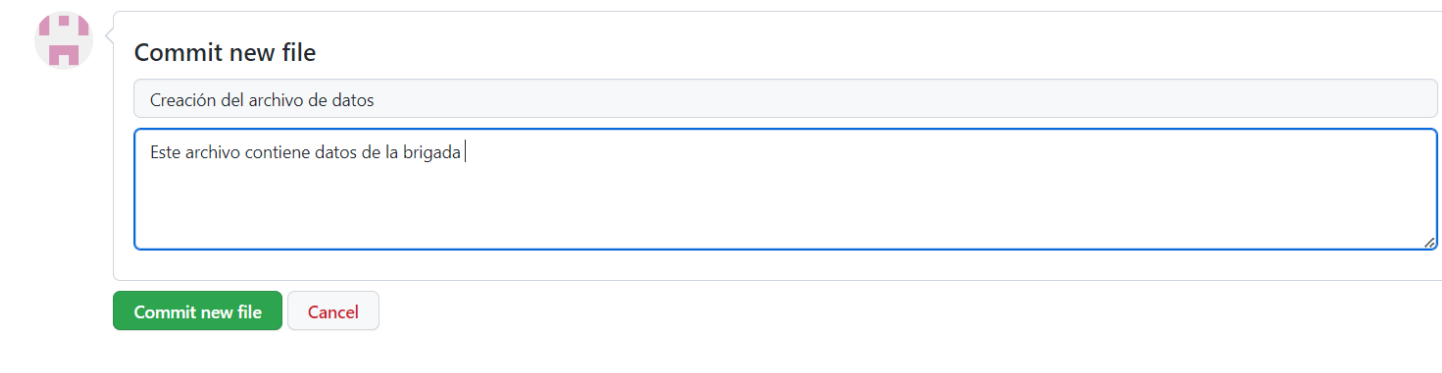 Commit new file
Creación del archivo de datos
Este archivo contiene datos de la brigada
Commit new file Cancel